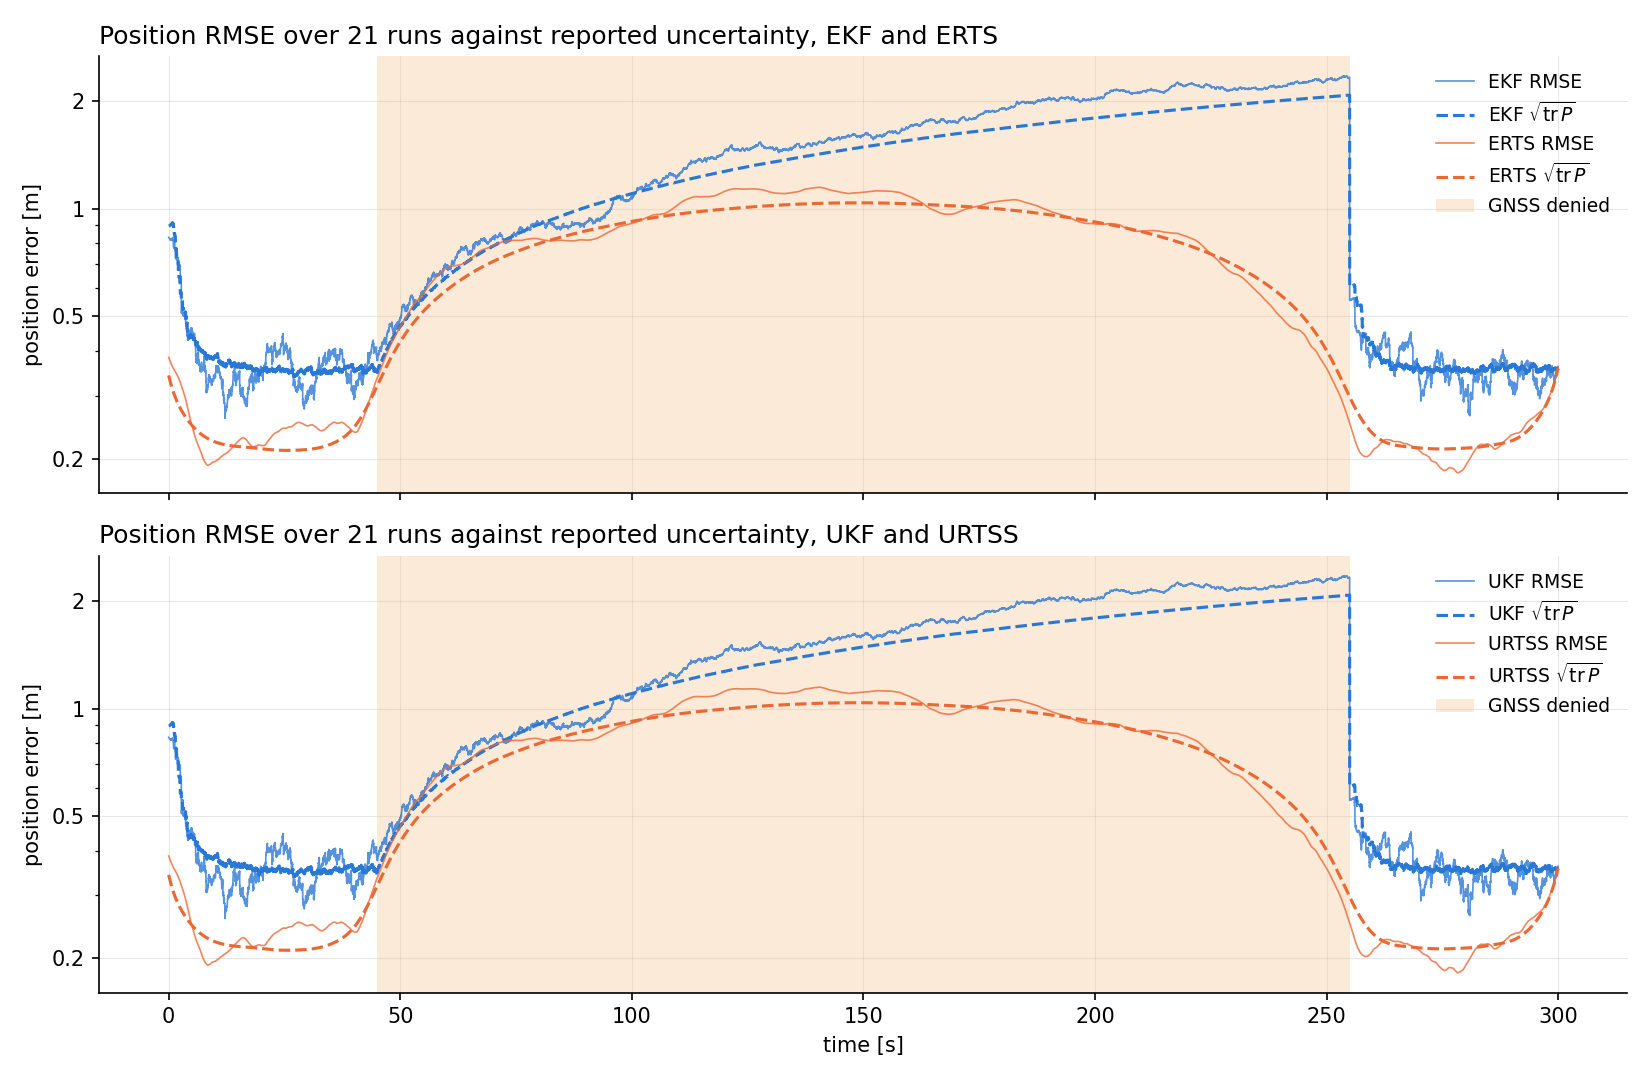 Position RMSE over 21 runs against reported uncertainty, EKF and ERTS
position error [m]
2
1
0.5
0.2
EKF RMSE
EKF √tr P
ERTS RMSE
ERTS √tr P
GNSS denied
Position RMSE over 21 runs against reported uncertainty, UKF and URTSS
position error [m]
2
1
0.5
0.2
UKF RMSE
UKF √tr P
URTSS RMSE
URTSS √tr P
GNSS denied
0 50 100 150 200 250 300
time [s]